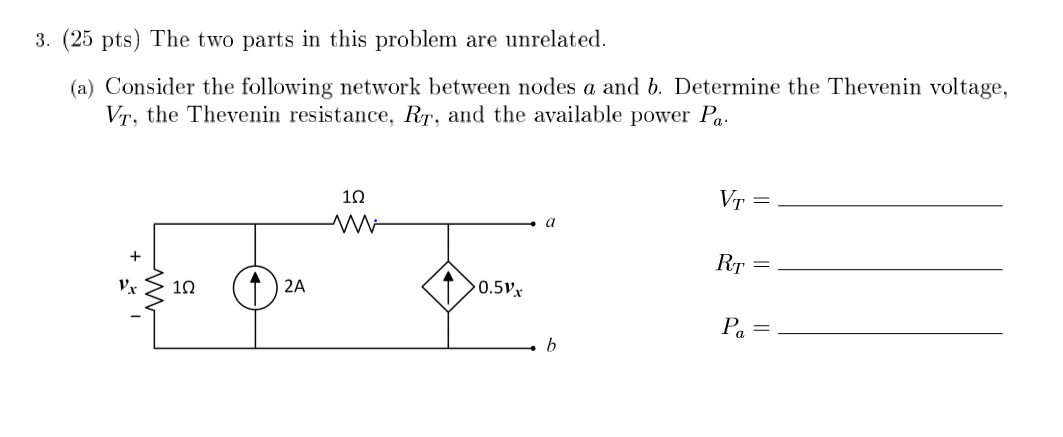 3. (25 pts) The two parts in this problem are unrelated.
(a) Consider the following network between nodes a and b. Determine the Thevenin voltage,
V_T, the Thevenin resistance, R_T, and the available power P_a.
1Ω
a
V_T =
+
v_x
1Ω
2A
0.5v_x
R_T =
−
P_a =
b